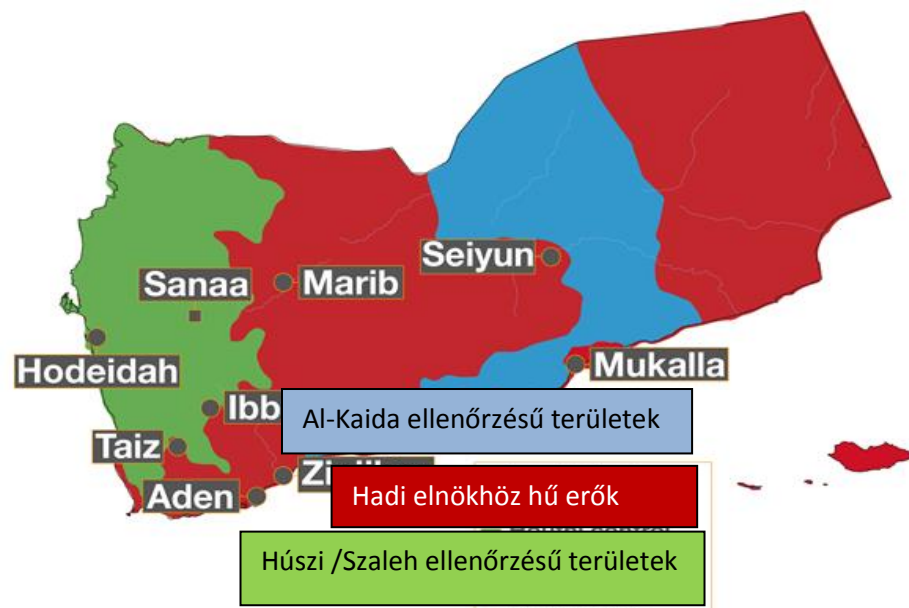 Seiyun
Sanaa
Marib
Hodeidah
Mukalla
Ibb
Al-Kaida ellenőrzésű területek
Taiz
Hadi elnökhöz hű erők
Aden
Húszi /Szaleh ellenőrzésű területek